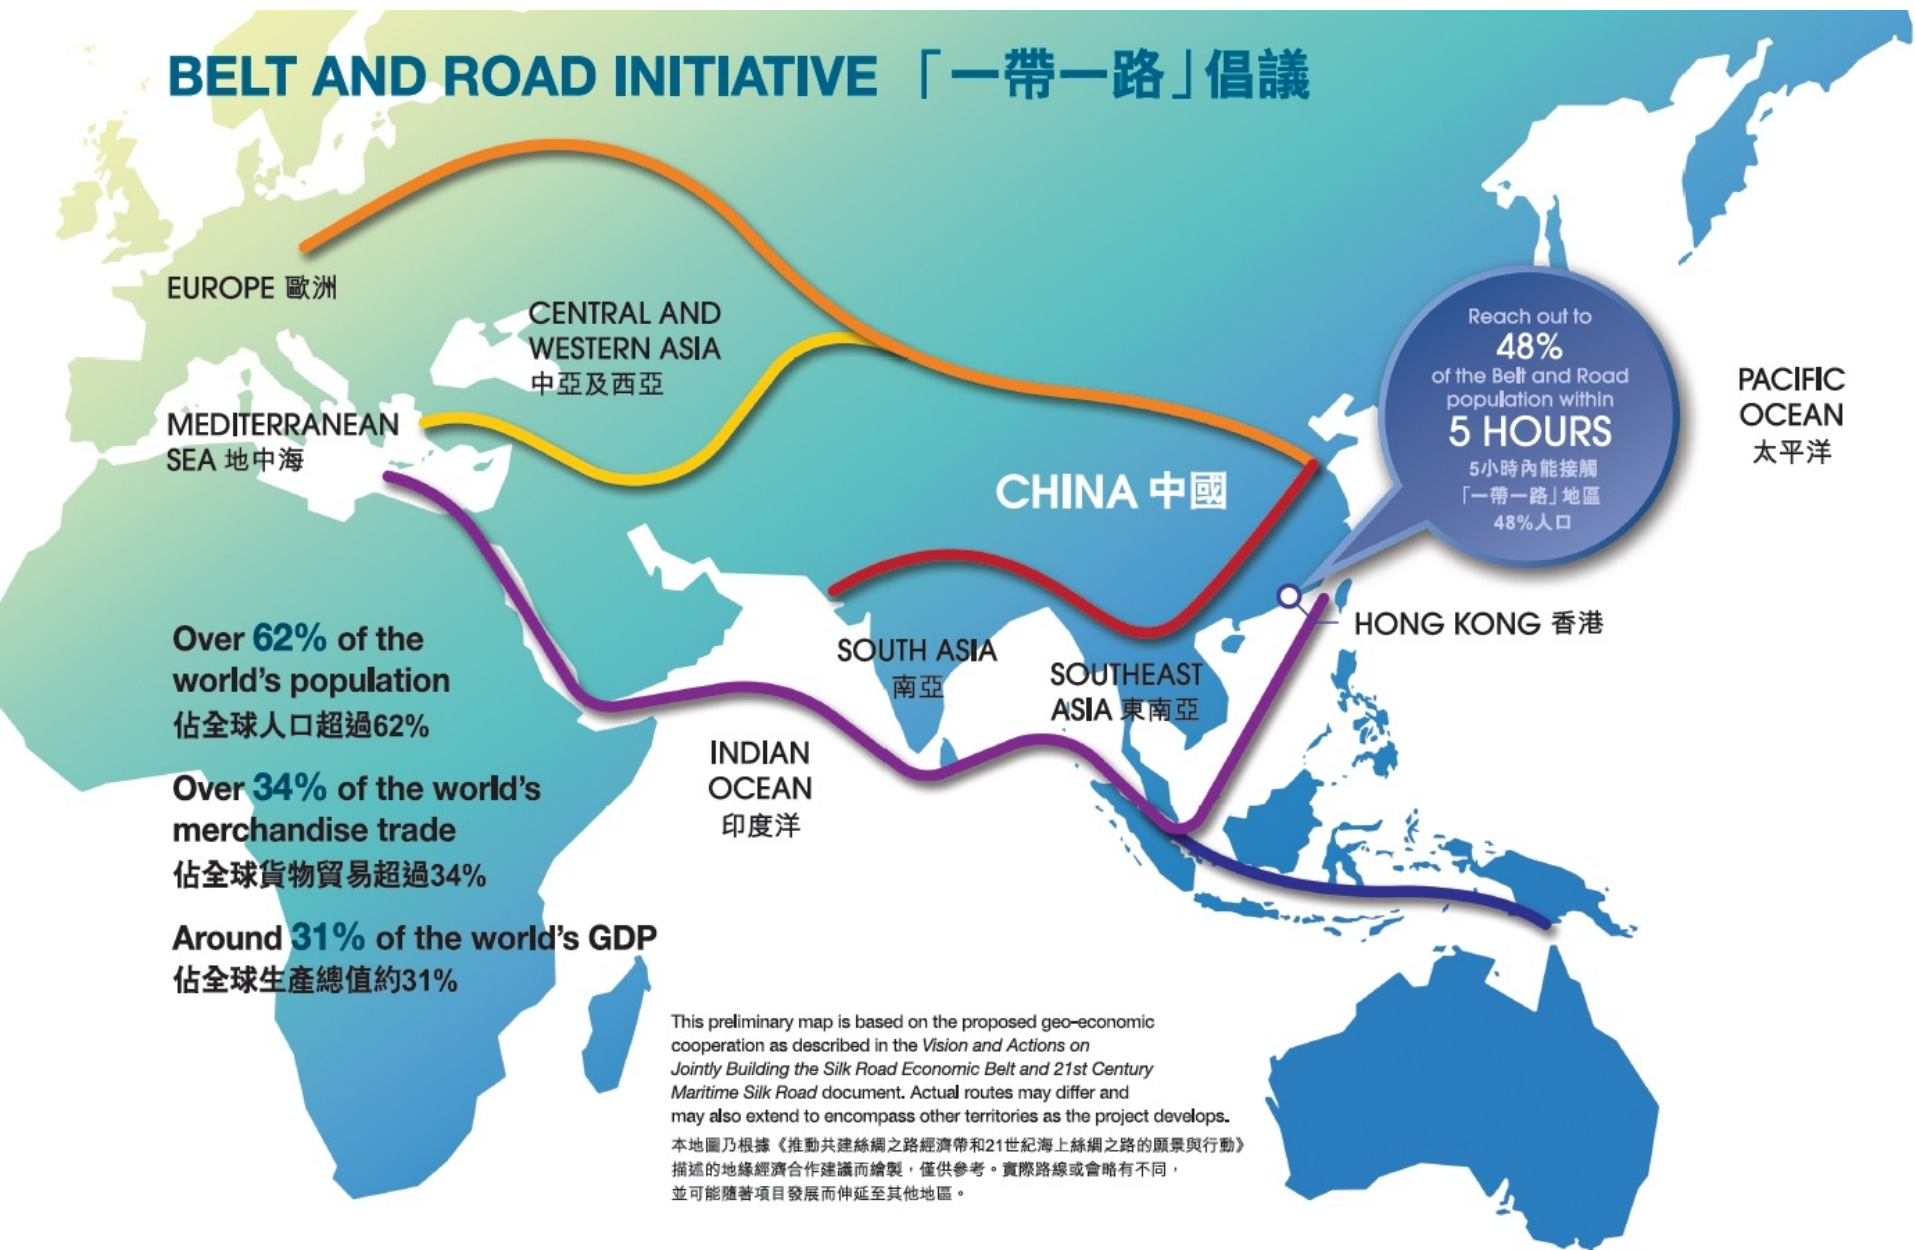 BELT AND ROAD INITIATIVE 「一帶一路」倡議
EUROPE 歐洲
CENTRAL AND
WESTERN ASIA
中亞及西亞
MEDITERRANEAN
SEA 地中海
CHINA 中國
Reach out to
48%
of the Belt and Road
population within
5 HOURS
5小時內能接觸
「一帶一路」地區
48%人口
PACIFIC
OCEAN
太平洋
HONG KONG 香港
SOUTH ASIA
南亞
SOUTHEAST
ASIA 東南亞
INDIAN
OCEAN
印度洋
Over 62% of the
world's population
佔全球人口超過62%
Over 34% of the world's
merchandise trade
佔全球貨物貿易超過34%
Around 31% of the world's GDP
佔全球生產總值約31%
This preliminary map is based on the proposed geo-economic
cooperation as described in the Vision and Actions on
Jointly Building the Silk Road Economic Belt and 21st Century
Maritime Silk Road document. Actual routes may differ and
may also extend to encompass other territories as the project develops.
本地圖乃根據《推動共建絲綢之路經濟帶和21世紀海上絲綢之路的願景與行動》
描述的地緣經濟合作建議而繪製，僅供參考。實際路線或會略有不同，
並可能隨著項目發展而伸延至其他地區。